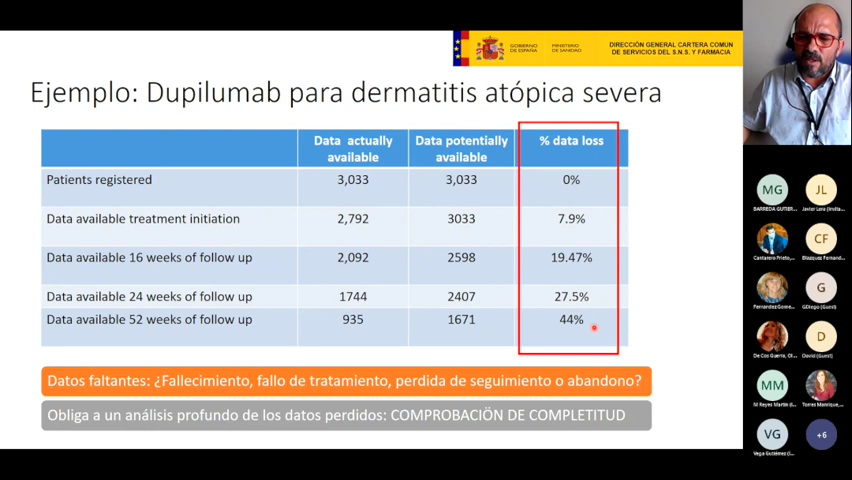 GOBIERNO DE ESPAÑA
MINISTERIO DE SANIDAD
DIRECCIÓN GENERAL CARTERA COMUN
DE SERVICIOS DEL S.N.S. Y FARMACIA
Ejemplo: Dupilumab para dermatitis atópica severa
Data actually available
Data potentially available
% data loss
Patients registered 3,033 3,033 0%
Data available treatment initiation 2,792 3033 7.9%
Data available 16 weeks of follow up 2,092 2598 19.47%
Data available 24 weeks of follow up 1744 2407 27.5%
Data available 52 weeks of follow up 935 1671 44%
Datos faltantes: ¿Fallecimiento, fallo de tratamiento, perdida de seguimiento o abandono?
Obliga a un análisis profundo de los datos perdidos: COMPROBACIÖN DE COMPLETITUD
MG JL
BARREDA GUTIER... Javier Lera (Invita...
CF
Cantarero Prieto,... Blazquez Fernand...
G
Fernandez Gome... GDiego (Guest)
D
De Cos Guerra, O... David (Guest)
MM
M Reyes Martin (I... Torres Manrique,...
VG +6
Vega Gutiérrez (I...